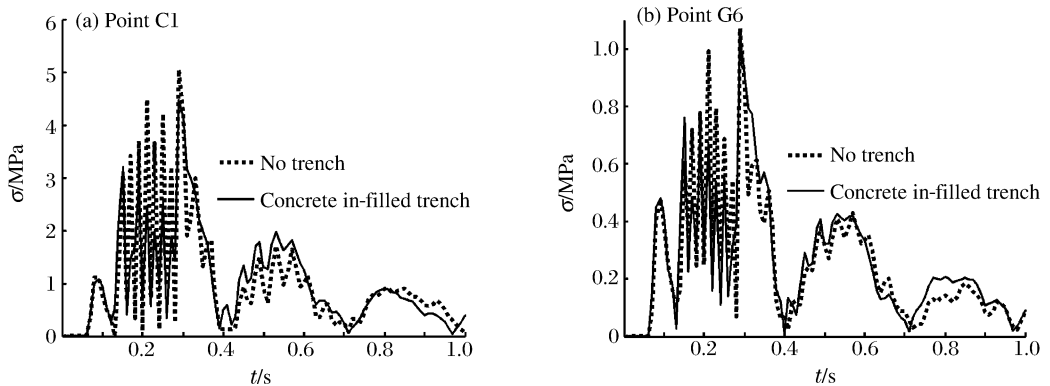 (a) Point C1
6
5
4
3
2
1
0
σ/MPa
No trench
Concrete in-filled trench
0.2
0.4
0.6
0.8
1.0
t/s
(b) Point G6
1.0
0.8
0.6
0.4
0.2
0
σ/MPa
No trench
Concrete in-filled trench
0.2
0.4
0.6
0.8
1.0
t/s